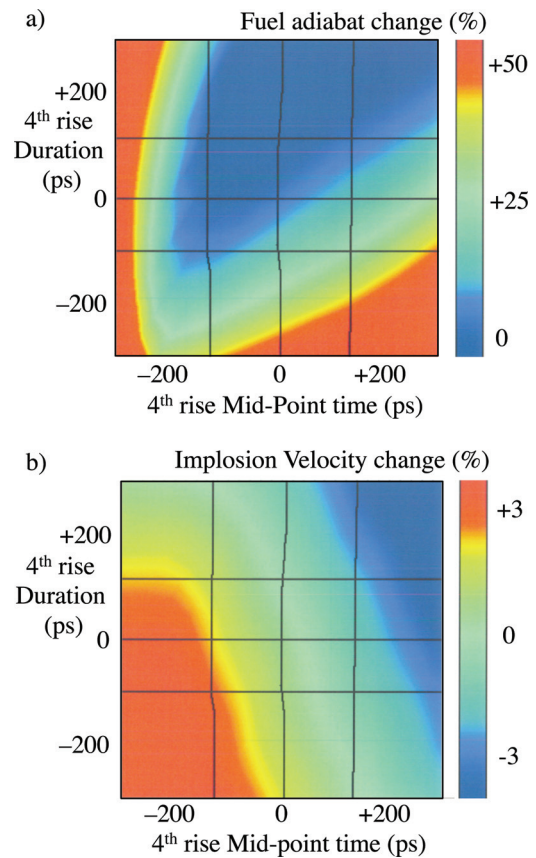 a)
Fuel adiabat change (%)
+50
+200
4th rise
Duration
(ps)
0
+25
−200
0
−200 0 +200
4th rise Mid-Point time (ps)
b)
Implosion Velocity change (%)
+3
+200
4th rise
Duration
(ps)
0
0
−200
-3
−200 0 +200
4th rise Mid-point time (ps)